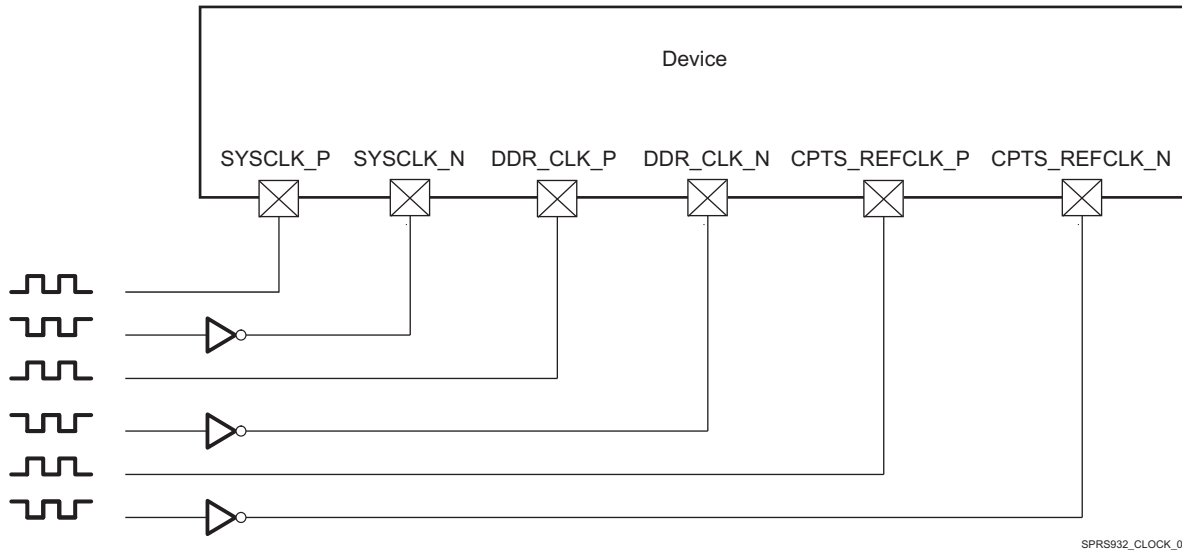 Device
SYSCLK_P SYSCLK_N DDR_CLK_P DDR_CLK_N CPTS_REFCLK_P CPTS_REFCLK_N
SPRS932_CLOCK_0